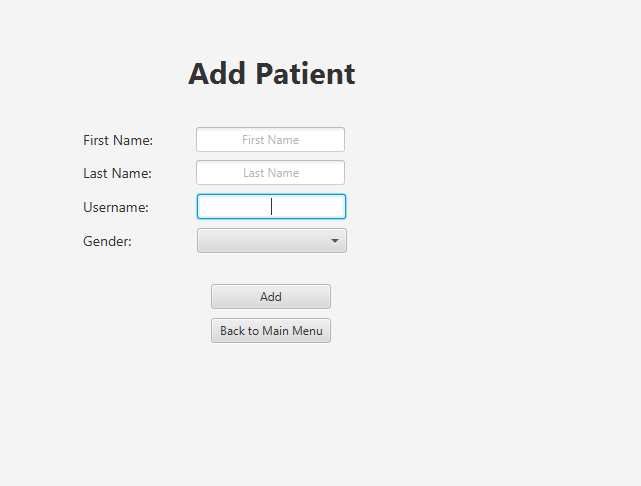 Add Patient
First Name: First Name
Last Name: Last Name
Username:
Gender:
Add
Back to Main Menu